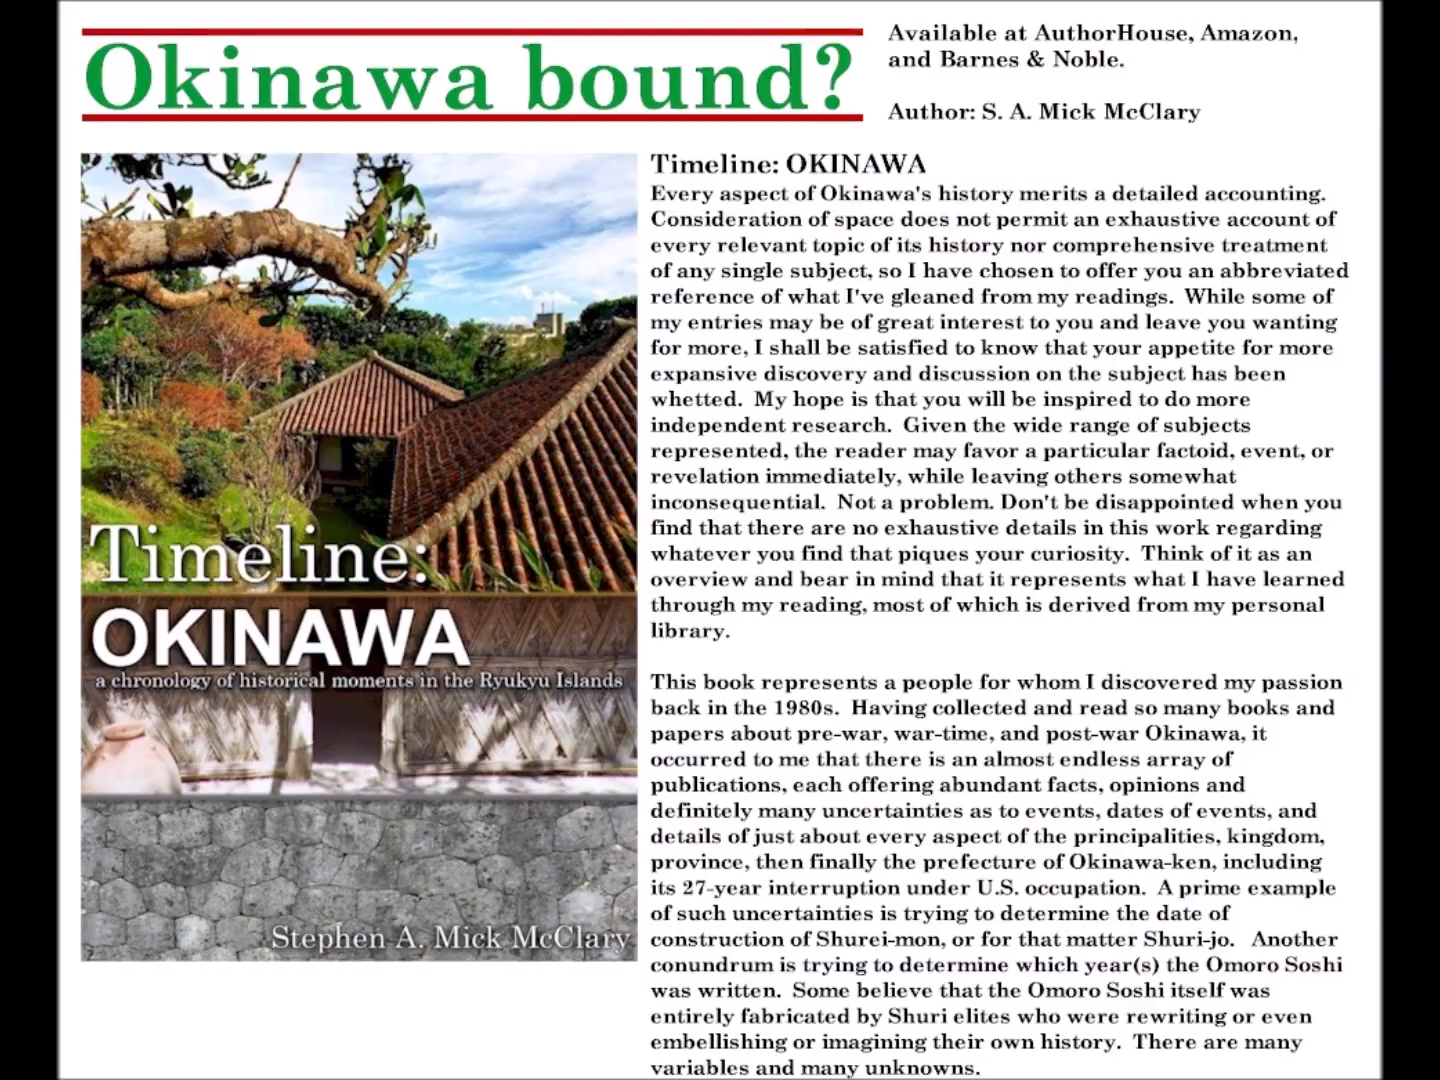 Okinawa bound?
Available at AuthorHouse, Amazon,
and Barnes & Noble.
Author: S. A. Mick McClary
Timeline:
OKINAWA
a chronology of historical moments in the Ryukyu Islands
Stephen A. Mick McClary
Timeline: OKINAWA
Every aspect of Okinawa's history merits a detailed accounting.
Consideration of space does not permit an exhaustive account of
every relevant topic of its history nor comprehensive treatment
of any single subject, so I have chosen to offer you an abbreviated
reference of what I've gleaned from my readings.  While some of
my entries may be of great interest to you and leave you wanting
for more, I shall be satisfied to know that your appetite for more
expansive discovery and discussion on the subject has been
whetted.  My hope is that you will be inspired to do more
independent research.  Given the wide range of subjects
represented, the reader may favor a particular factoid, event, or
revelation immediately, while leaving others somewhat
inconsequential.  Not a problem. Don't be disappointed when you
find that there are no exhaustive details in this work regarding
whatever you find that piques your curiosity.  Think of it as an
overview and bear in mind that it represents what I have learned
through my reading, most of which is derived from my personal
library.
This book represents a people for whom I discovered my passion
back in the 1980s.  Having collected and read so many books and
papers about pre-war, war-time, and post-war Okinawa, it
occurred to me that there is an almost endless array of
publications, each offering abundant facts, opinions and
definitely many uncertainties as to events, dates of events, and
details of just about every aspect of the principalities, kingdom,
province, then finally the prefecture of Okinawa-ken, including
its 27-year interruption under U.S. occupation.  A prime example
of such uncertainties is trying to determine the date of
construction of Shurei-mon, or for that matter Shuri-jo.   Another
conundrum is trying to determine which year(s) the Omoro Soshi
was written.  Some believe that the Omoro Soshi itself was
entirely fabricated by Shuri elites who were rewriting or even
embellishing or imagining their own history.  There are many
variables and many unknowns.